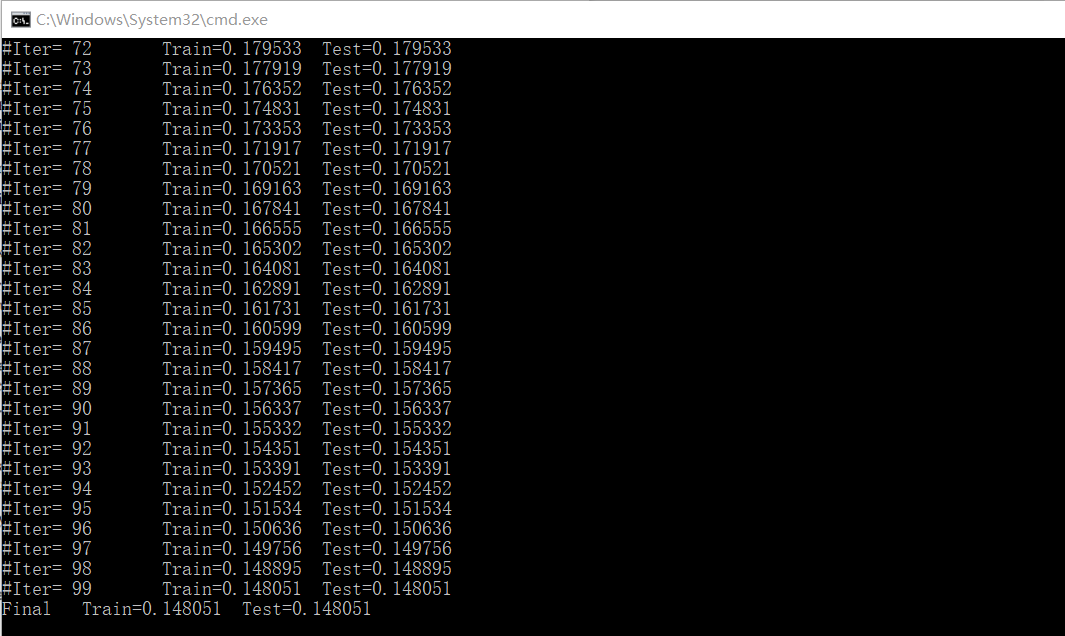 C:\Windows\System32\cmd.exe
#Iter= 72 Train=0.179533 Test=0.179533
#Iter= 73 Train=0.177919 Test=0.177919
#Iter= 74 Train=0.176352 Test=0.176352
#Iter= 75 Train=0.174831 Test=0.174831
#Iter= 76 Train=0.173353 Test=0.173353
#Iter= 77 Train=0.171917 Test=0.171917
#Iter= 78 Train=0.170521 Test=0.170521
#Iter= 79 Train=0.169163 Test=0.169163
#Iter= 80 Train=0.167841 Test=0.167841
#Iter= 81 Train=0.166555 Test=0.166555
#Iter= 82 Train=0.165302 Test=0.165302
#Iter= 83 Train=0.164081 Test=0.164081
#Iter= 84 Train=0.162891 Test=0.162891
#Iter= 85 Train=0.161731 Test=0.161731
#Iter= 86 Train=0.160599 Test=0.160599
#Iter= 87 Train=0.159495 Test=0.159495
#Iter= 88 Train=0.158417 Test=0.158417
#Iter= 89 Train=0.157365 Test=0.157365
#Iter= 90 Train=0.156337 Test=0.156337
#Iter= 91 Train=0.155332 Test=0.155332
#Iter= 92 Train=0.154351 Test=0.154351
#Iter= 93 Train=0.153391 Test=0.153391
#Iter= 94 Train=0.152452 Test=0.152452
#Iter= 95 Train=0.151534 Test=0.151534
#Iter= 96 Train=0.150636 Test=0.150636
#Iter= 97 Train=0.149756 Test=0.149756
#Iter= 98 Train=0.148895 Test=0.148895
#Iter= 99 Train=0.148051 Test=0.148051
Final Train=0.148051 Test=0.148051